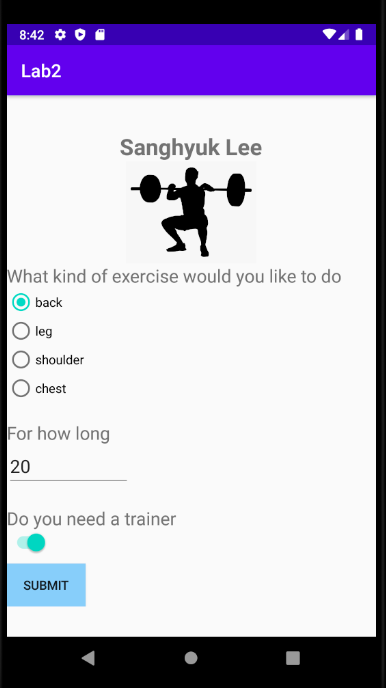 8:42
Lab2
Sanghyuk Lee
What kind of exercise would you like to do
back
leg
shoulder
chest
For how long
20
Do you need a trainer
SUBMIT